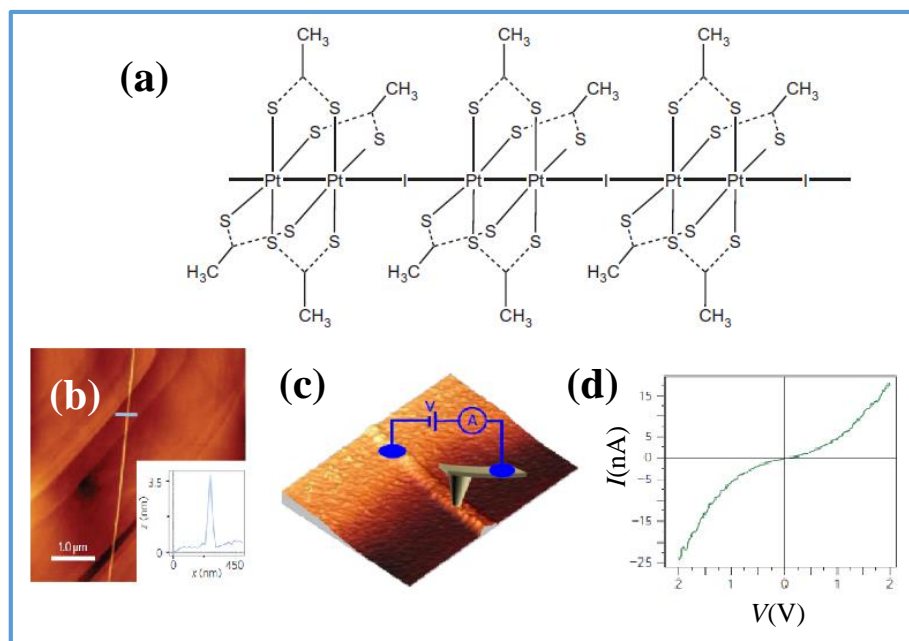 (a)
CH3 CH3 CH3
CH3 CH3 CH3
S S S S S S
S S S S S S
Pt Pt I Pt Pt I Pt Pt I
S S S S S S
S S S S S S
H3C H3C H3C
CH3 CH3 CH3
(b)
1.0 μm
z (nm)
0
0 450
x (nm)
(c)
V A
(d)
I(nA)
15
5
0
-5
-15
-25
2 1 0 1 2
V(V)